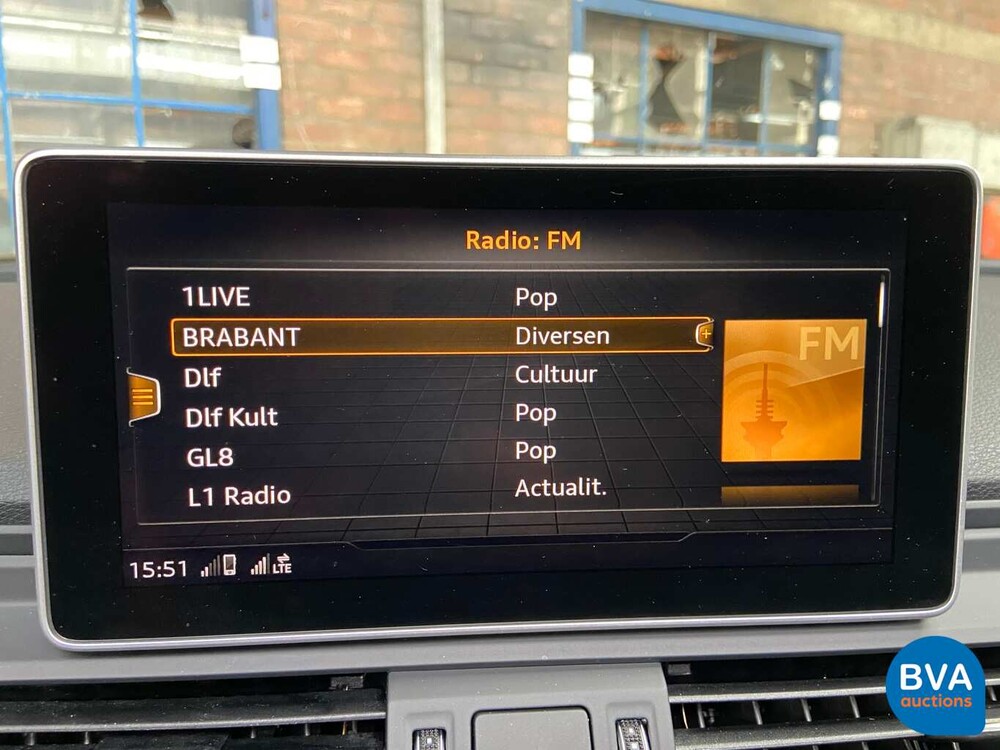 Radio: FM
1LIVE Pop
BRABANT Diversen
Dlf Cultuur
Dlf Kult Pop
GL8 Pop
L1 Radio Actualit.
FM
15:51 LTE
BVA
auctions